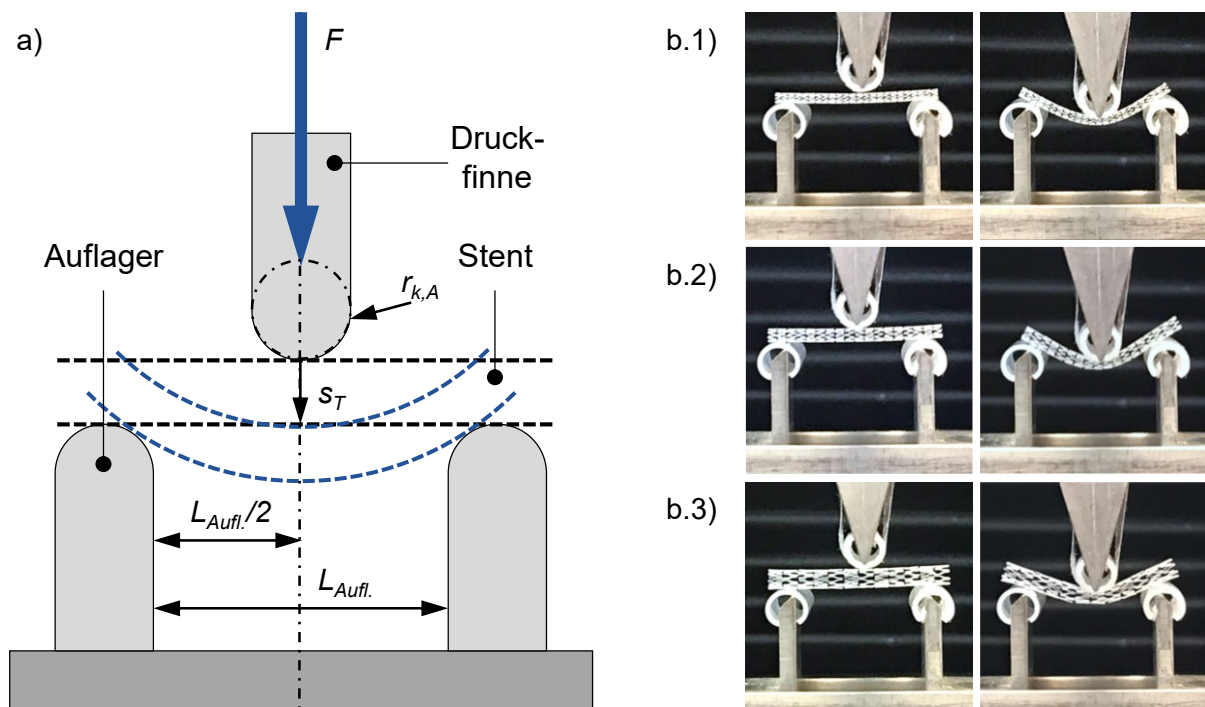 a)
F
Druck-
finne
Auflager
Stent
r_{k,A}
s_T
L_{Aufl.}/2
L_{Aufl.}
b.1)
b.2)
b.3)